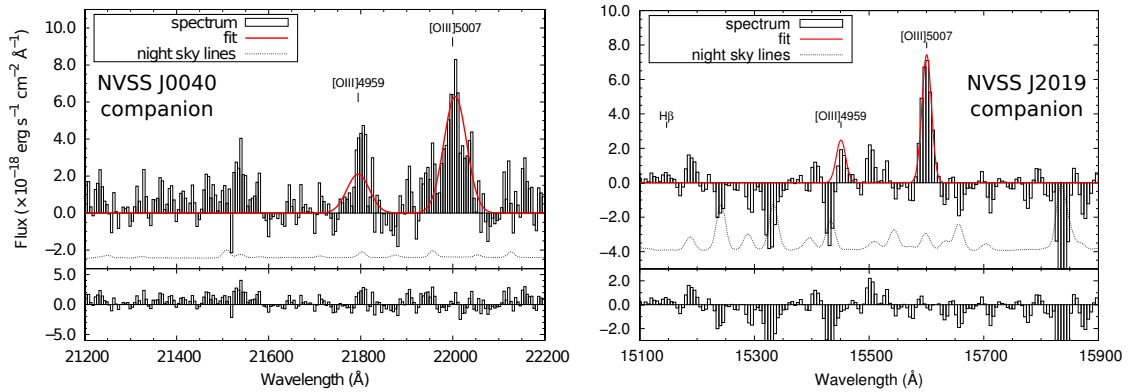 10.0
8.0
6.0
4.0
2.0
0.0
−2.0
5.0
0.0
−5.0
Flux (×10⁻¹⁸ erg s⁻¹ cm⁻² Å⁻¹)
spectrum
fit
night sky lines
NVSS J0040
companion
[OIII]4959
[OIII]5007
21200 21400 21600 21800 22000 22200
Wavelength (Å)
10.0
8.0
6.0
4.0
2.0
0.0
−2.0
−4.0
2.0
0.0
−2.0
spectrum
fit
night sky lines
[OIII]5007
NVSS J2019
companion
Hβ
[OIII]4959
15100 15300 15500 15700 15900
Wavelength (Å)